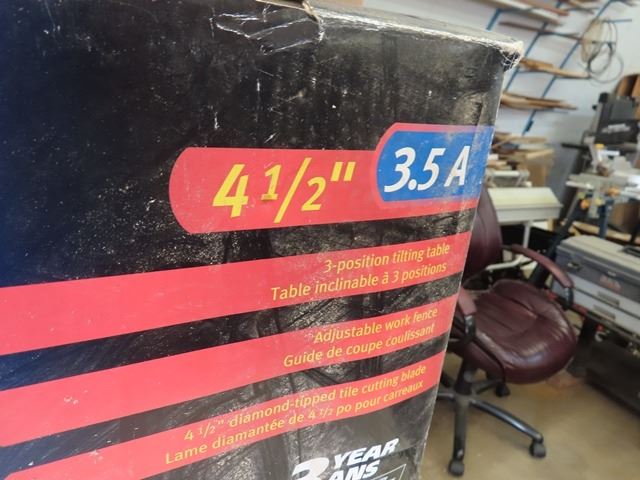 4 1/2" 3.5 A
3-position tilting table
Table inclinable à 3 positions
Adjustable work fence
Guide de coupe coulissant
4 1/2" diamond-tipped tile cutting blade
Lame diamantée de 4 1/2 po pour carreaux
3 YEAR
ANS